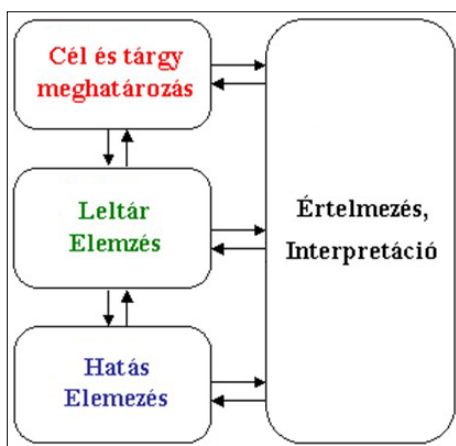 Cél és tárgy
meghatározás
Leltár
Elemzés
Értelmezés,
Interpretáció
Hatás
Elemezés